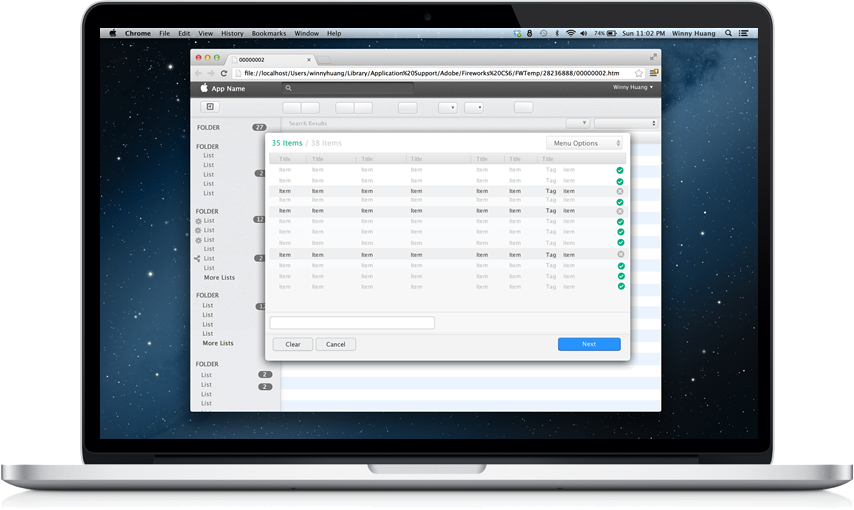 Chrome File Edit View History Bookmarks Window Help 8 74% Sun 11:02 PM Winny Huang
00000002
file://localhost/Users/winnyhuang/Library/Application%20Support/Adobe/Fireworks%20CS6/FWTemp/28236888/00000002.htm
App Name Winny Huang
Search Results
FOLDER 27
FOLDER
List
List
List 2
List
List
FOLDER
List 12
List
List
List
List 2
List
More Lists
FOLDER
List
List
List
List
More Lists
FOLDER
List 2
List 2
List
List
35 Items / 38 Items Menu Options
Title Title Title Title Title Title Title
Item Item Item Item Item Item Tag Item
Item Item Item Item Item Item Tag Item
Item Item Item Item Item Item Tag Item
Item Item Item Item Item Item Tag Item
Item Item Item Item Item Item Tag Item
Item Item Item Item Item Item Tag Item
Item Item Item Item Item Item Tag Item
Item Item Item Item Item Item Tag Item
Item Item Item Item Item Item Tag Item
Item Item Item Item Item Item Tag Item
Item Item Item Item Item Item Tag Item
Item Item Item Item Item Item Tag Item
Clear Cancel Next